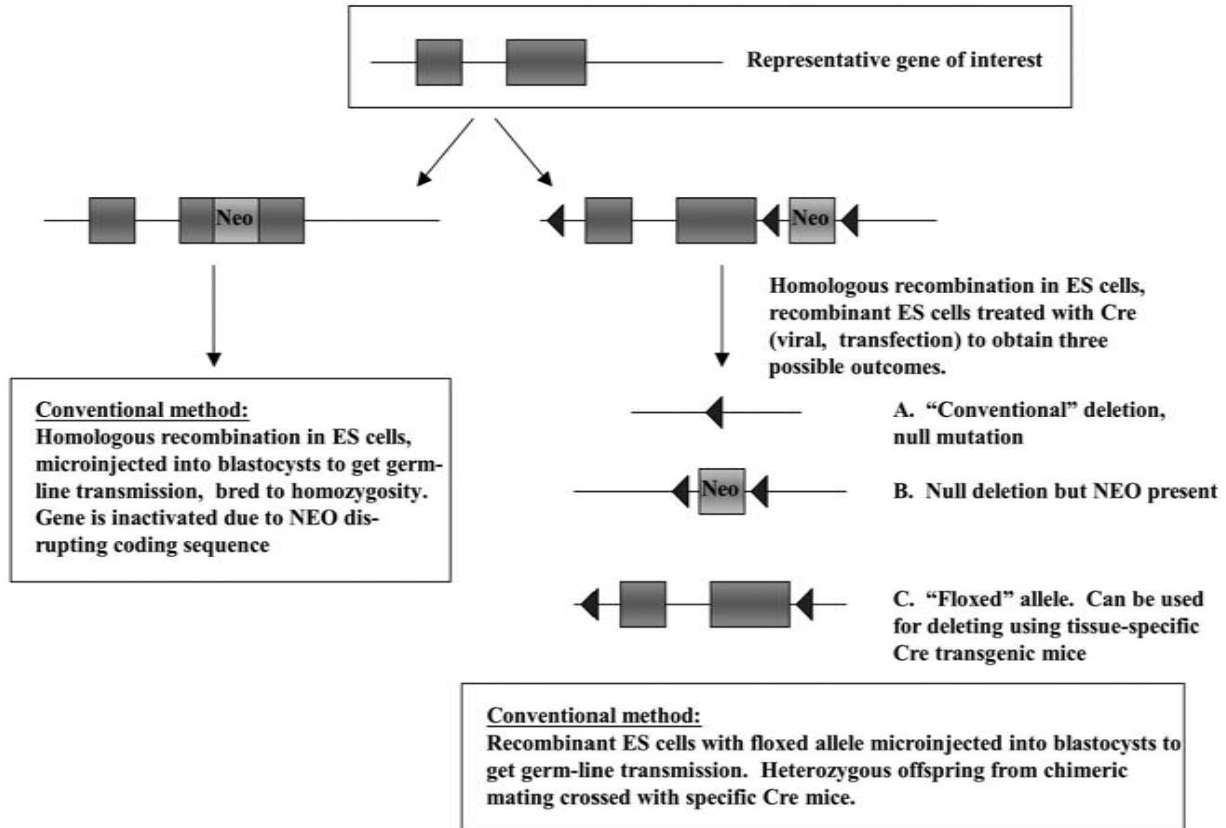 Representative gene of interest
Neo
Neo
Homologous recombination in ES cells,
recombinant ES cells treated with Cre
(viral, transfection) to obtain three
possible outcomes.
Conventional method:
Homologous recombination in ES cells,
microinjected into blastocysts to get germ-
line transmission, bred to homozygosity.
Gene is inactivated due to NEO dis-
rupting coding sequence
A. “Conventional” deletion,
null mutation
Neo
B. Null deletion but NEO present
C. “Floxed” allele. Can be used
for deleting using tissue-specific
Cre transgenic mice
Conventional method:
Recombinant ES cells with floxed allele microinjected into blastocysts to
get germ-line transmission. Heterozygous offspring from chimeric
mating crossed with specific Cre mice.